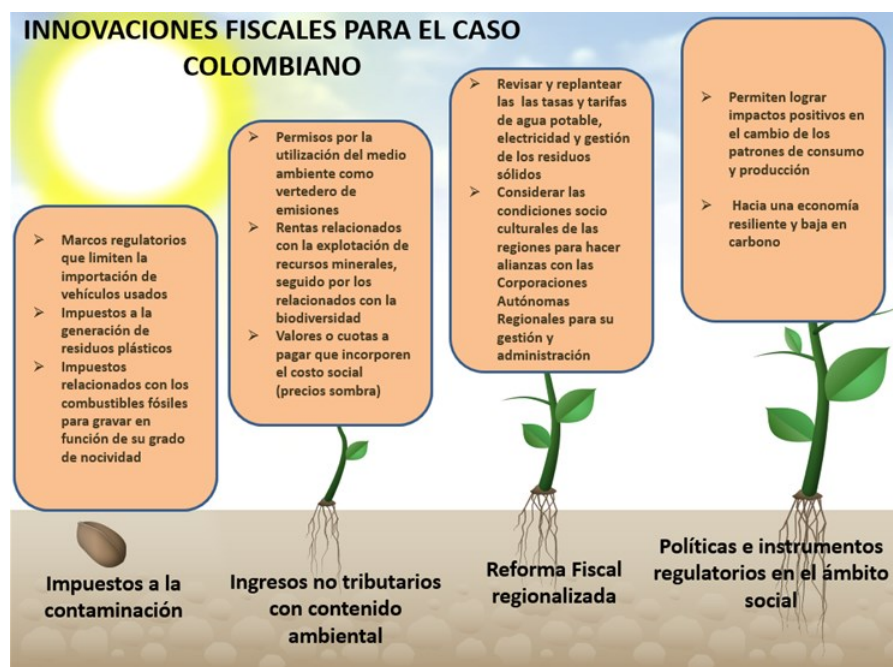 INNOVACIONES FISCALES PARA EL CASO
COLOMBIANO
➢ Marcos regulatorios
que limiten la
importación de
vehículos usados
➢ Impuestos a la
generación de
residuos plásticos
➢ Impuestos
relacionados con los
combustibles fósiles
para gravar en
función de su grado
de nocividad
Impuestos a la
contaminación
➢ Permisos por la
utilización del medio
ambiente como
vertedero de
emisiones
➢ Rentas relacionados
con la explotación de
recursos minerales,
seguido por los
relacionados con la
biodiversidad
➢ Valores o cuotas a
pagar que incorporen
el costo social
(precios sombra)
Ingresos no tributarios
con contenido
ambiental
➢ Revisar y replantear
las las tasas y tarifas
de agua potable,
electricidad y gestión
de los residuos
sólidos
➢ Considerar las
condiciones socio
culturales de las
regiones para hacer
alianzas con las
Corporaciones
Autónomas
Regionales para su
gestión y
administración
Reforma Fiscal
regionalizada
➢ Permiten lograr
impactos positivos en
el cambio de los
patrones de consumo
y producción
➢ Hacia una economía
resiliente y baja en
carbono
Políticas e instrumentos
regulatorios en el ámbito
social